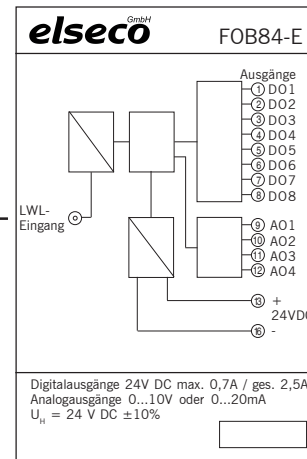 elseco GmbH
FOB84-E
Ausgänge
1 DO1
2 DO2
3 DO3
4 DO4
5 DO5
6 DO6
7 DO7
8 DO8
LWL-
Eingang
9 AO1
10 AO2
11 AO3
12 AO4
13 +
24VDC
16 -
Digitalausgänge 24V DC max. 0,7A / ges. 2,5A
Analogausgänge 0...10V oder 0...20mA
U_H = 24 V DC ±10%